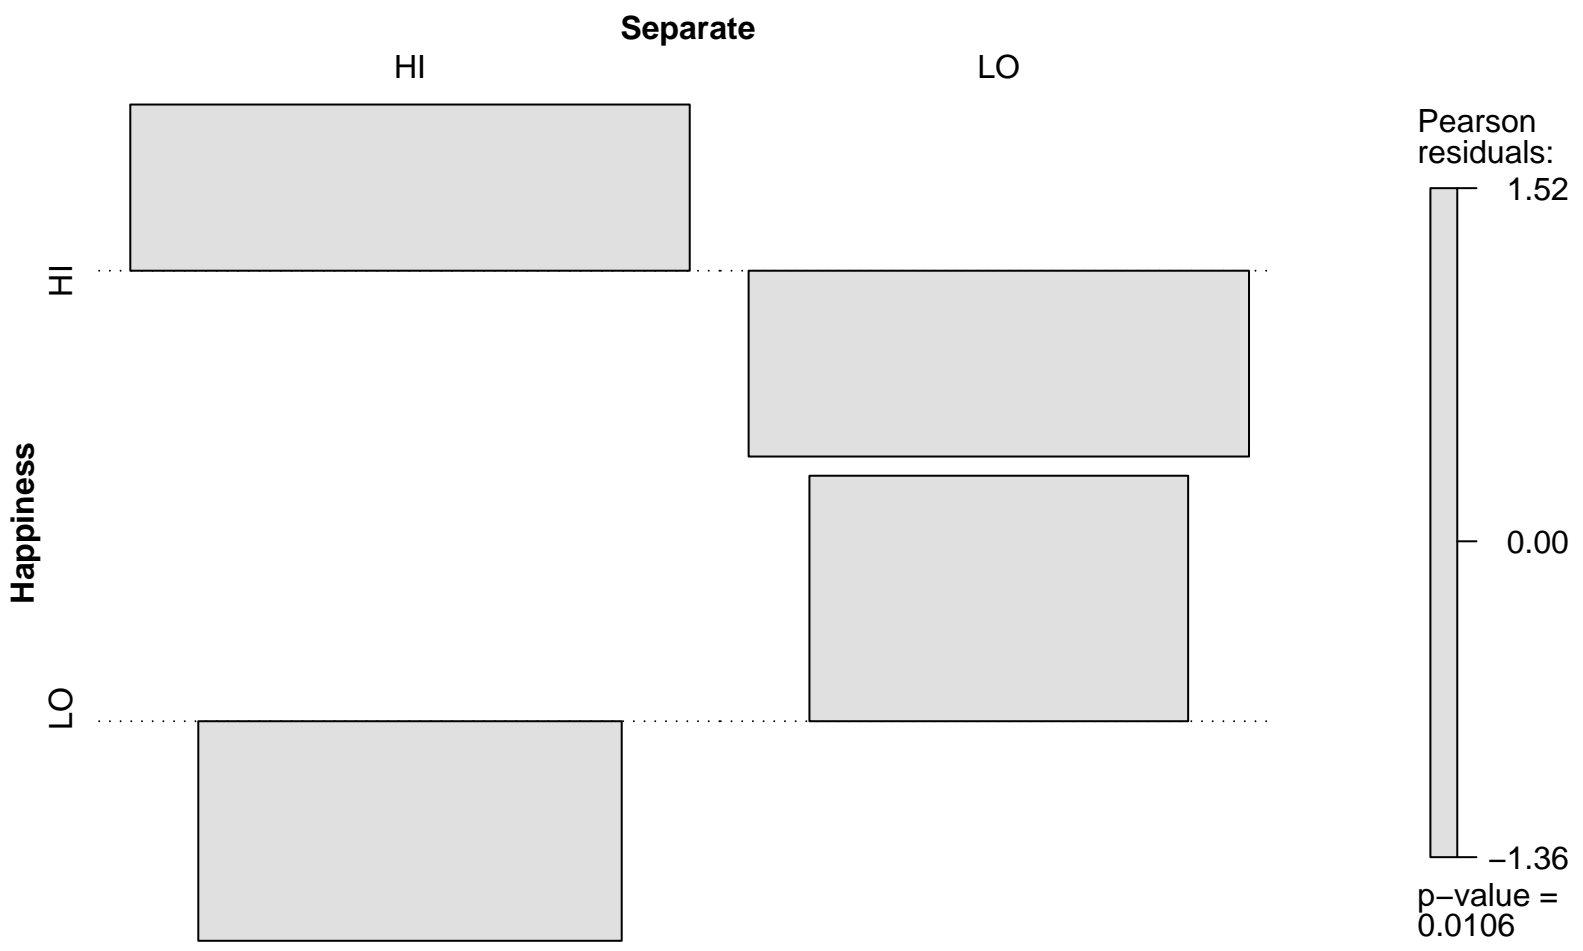 Separate
HI LO
Pearson
residuals:
1.52
HI
Happiness
0.00
LO
−1.36
p−value =
0.0106